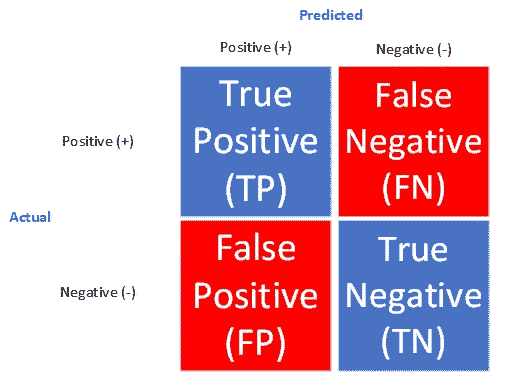 Predicted
Positive (+)
Negative (-)
Positive (+)
True
Positive
(TP)
False
Negative
(FN)
Actual
Negative (-)
False
Positive
(FP)
True
Negative
(TN)